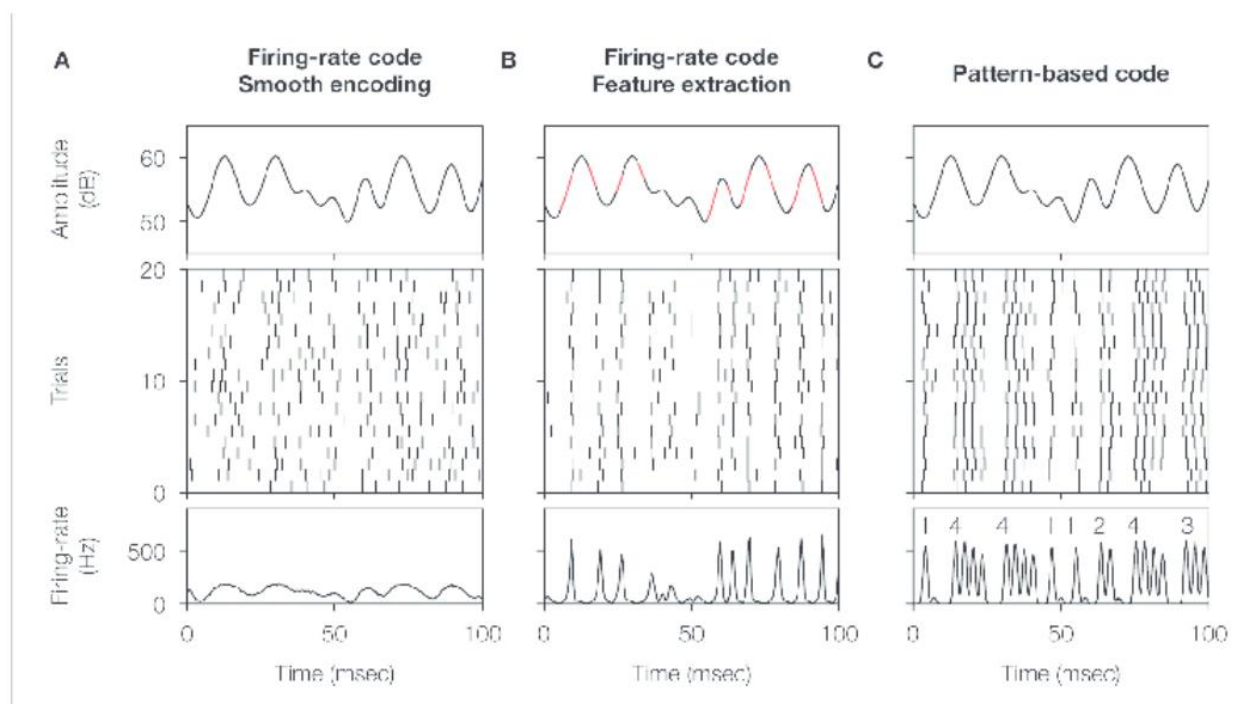 A
Firing-rate code
Smooth encoding
B
Firing-rate code
Feature extraction
C
Pattern-based code
Amplitude
(dB)
60
50
Trials
20
10
0
Firing-rate
(Hz)
500
0
1 4 4 1 1 2 4 3
0 50 100
0 50 100
0 50 100
Time (msec)
Time (msec)
Time (msec)